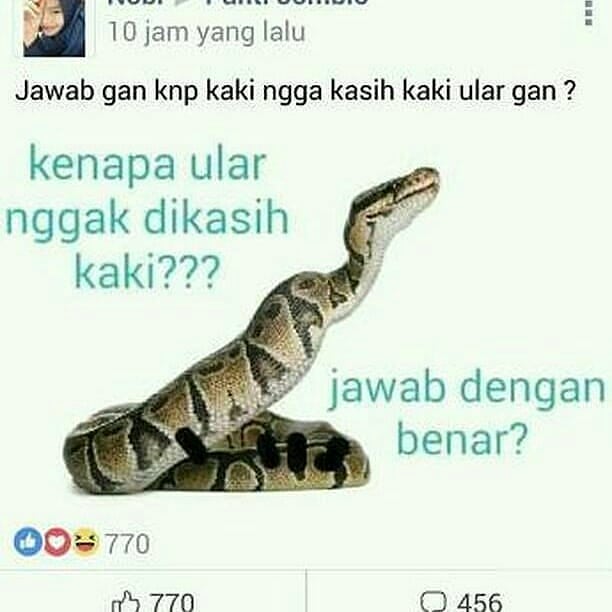 10 jam yang lalu
Jawab gan knp kaki ngga kasih kaki ular gan ?
kenapa ular
nggak dikasih
kaki???
jawab dengan
benar?
770
770
456